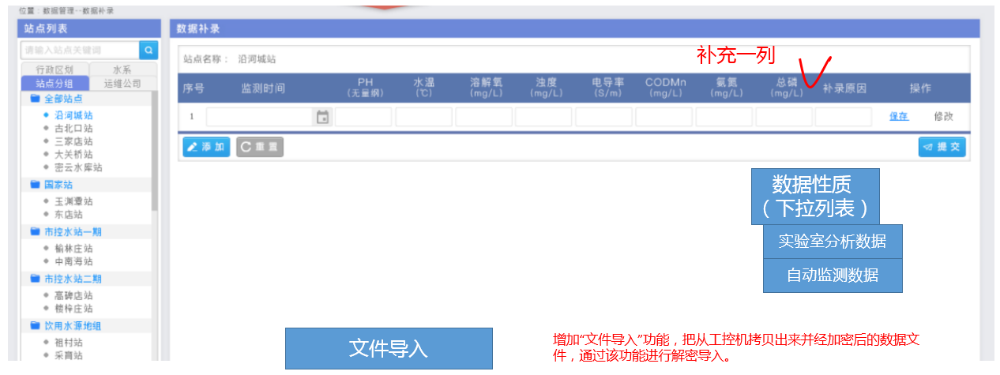 位置：数据管理--数据补录
站点列表
请输入站点关键词
行政区划 水系
站点分组 运维公司
全部站点
沿河城站
古北口站
三家店站
大关桥站
密云水库站
国家站
玉渊潭站
东店站
市控水站一期
榆林庄站
中南海站
市控水站二期
高碑店站
楼梓庄站
饮用水源地组
祖村站
采育站
数据补录
站点名称： 沿河城站
补充一列
序号 监测时间 PH（无量纲） 水温（℃） 溶解氧（mg/L） 浊度（mg/L） 电导率（S/m） CODMn（mg/L） 氨氮（mg/L） 总磷（mg/L） 补录原因 操作
1 保存 修改
添加 重置 提交
数据性质
（下拉列表）
实验室分析数据
自动监测数据
文件导入
增加“文件导入”功能，把从工控机拷贝出来并经加密后的数据文
件，通过该功能进行解密导入。